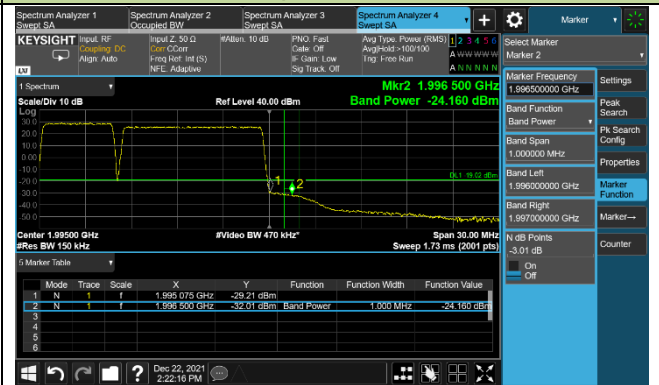 Spectrum Analyzer 1
Swept SA
Spectrum Analyzer 2
Occupied BW
Spectrum Analyzer 3
Swept SA
Spectrum Analyzer 4
Swept SA
+
Marker
KEYSIGHT
Input: RF
Coupling: DC
Align: Auto
Input Z: 50 Ω
Corr CCorr
Freq Ref: Int (S)
NFE: Adaptive
#Atten: 10 dB
PNO: Fast
Gate: Off
IF Gain: Low
Sig Track: Off
Avg Type: Power (RMS)
Avg|Hold:>100/100
Trig: Free Run
1 2 3 4 5 6
A W W W W W
A N N N N N
LXI
Select Marker
Marker 2
1 Spectrum
Mkr2 1.996 500 GHz
Scale/Div 10 dB
Ref Level 40.00 dBm
Band Power -24.160 dBm
Log
30.0
20.0
10.0
0.00
-10.0
-20.0
-30.0
-40.0
-50.0
1
2
Center 1.99500 GHz
#Video BW 470 kHz*
Span 30.00 MHz
#Res BW 150 kHz
Sweep 1.73 ms (2001 pts)
5 Marker Table
Mode Trace Scale X Y Function Function Width Function Value
1 N 1 f 1.995 075 GHz -29.21 dBm
2 N 1 f 1.996 500 GHz -32.01 dBm Band Power 1.000 MHz -24.160 dBm
3
4
5
6
Marker Frequency
1.996500000 GHz
Band Function
Band Power
Band Span
1.000000 MHz
Band Left
1.996000000 GHz
Band Right
1.997000000 GHz
N dB Points
-3.01 dB
On
Off
Settings
Peak
Search
Pk Search
Config
Properties
Marker
Function
Marker→
Counter
?
Dec 22, 2021
2:22:16 PM